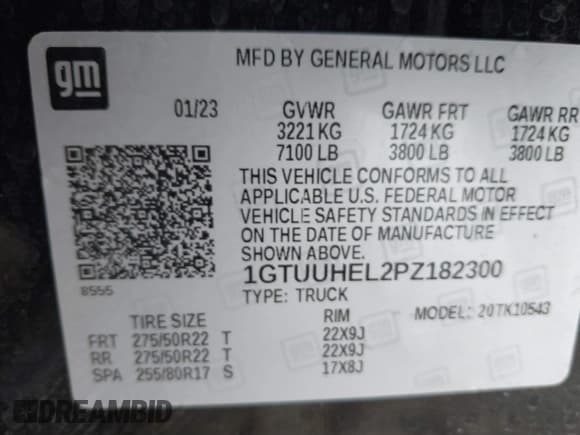 gm
MFD BY GENERAL MOTORS LLC
01/23 GVWR GAWR FRT GAWR RR
3221 KG 1724 KG 1724 KG
7100 LB 3800 LB 3800 LB
THIS VEHICLE CONFORMS TO ALL
APPLICABLE U.S. FEDERAL MOTOR
VEHICLE SAFETY STANDARDS IN EFFECT
ON THE DATE OF MANUFACTURE
SHOWN ABOVE.
1GTUUHEL2PZ182300
8555
TYPE: TRUCK MODEL: 20TK10543
TIRE SIZE RIM
FRT 275/50R22 T 22X9J
RR 275/50R22 T 22X9J
SPA 255/80R17 S 17X8J
DREAMBID